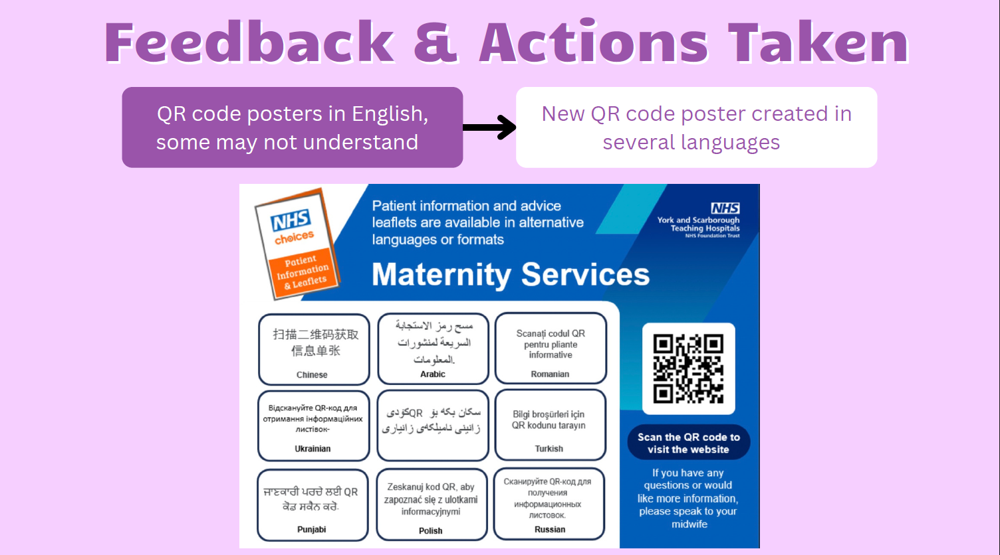 Feedback & Actions Taken
QR code posters in English,
some may not understand
New QR code poster created in
several languages
NHS
choices
Patient
Information
& Leaflets
Patient information and advice
leaflets are available in alternative
languages or formats
Maternity Services
NHS
York and Scarborough
Teaching Hospitals
NHS Foundation Trust
扫描二维码获取
信息单张
Chinese
مسح رمز الاستجابة
السريعة لمنشورات
المعلومات.
Arabic
Scanați codul QR
pentru pliante
informative
Romanian
Відскануйте QR-код для
отримання інформаційних
листівок-
Ukrainian
سکان بکە بۆ QRکۆدی
زانینی نامیلکەی زانیاری
Bilgi broşürleri için
QR kodunu tarayın
Turkish
ਜਾਣਕਾਰੀ ਪਰਚੇ ਲਈ QR
ਕੋਡ ਸਕੈਨ ਕਰੋ.
Punjabi
Zeskanuj kod QR, aby
zapoznać się z ulotkami
informacyjnymi
Polish
Сканируйте QR-код для
получения
информационных
листовок.
Russian
Scan the QR code to
visit the website
If you have any
questions or would
like more information,
please speak to your
midwife